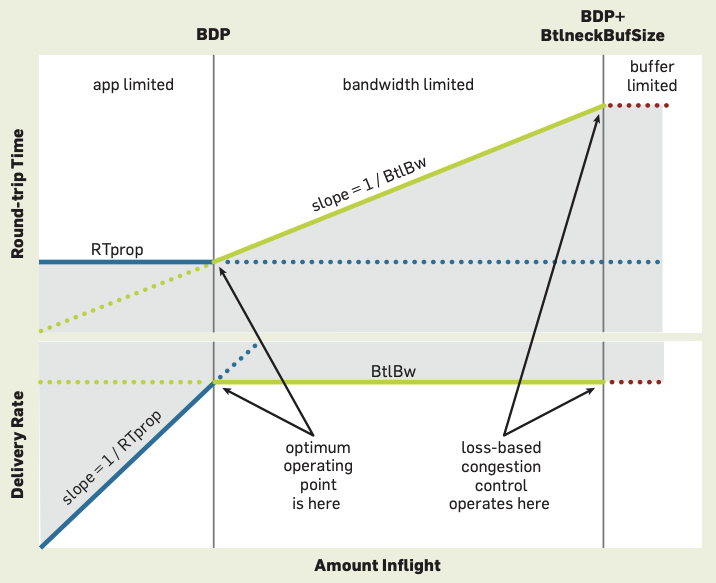 BDP
BDP+
BtlneckBufSize
app limited
bandwidth limited
buffer
limited
Round-trip Time
slope = 1 / BtlBw
RTprop
Delivery Rate
BtlBw
slope = 1 / RTprop
optimum
operating
point
is here
loss-based
congestion
control
operates here
Amount Inflight